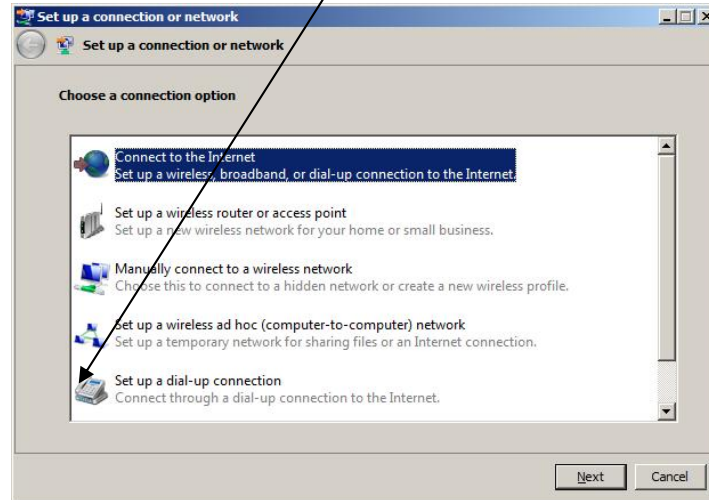 Set up a connection or network
Set up a connection or network
Choose a connection option
Connect to the Internet
Set up a wireless, broadband, or dial-up connection to the Internet.
Set up a wireless router or access point
Set up a new wireless network for your home or small business.
Manually connect to a wireless network
Choose this to connect to a hidden network or create a new wireless profile.
Set up a wireless ad hoc (computer-to-computer) network
Set up a temporary network for sharing files or an Internet connection.
Set up a dial-up connection
Connect through a dial-up connection to the Internet.
Next Cancel